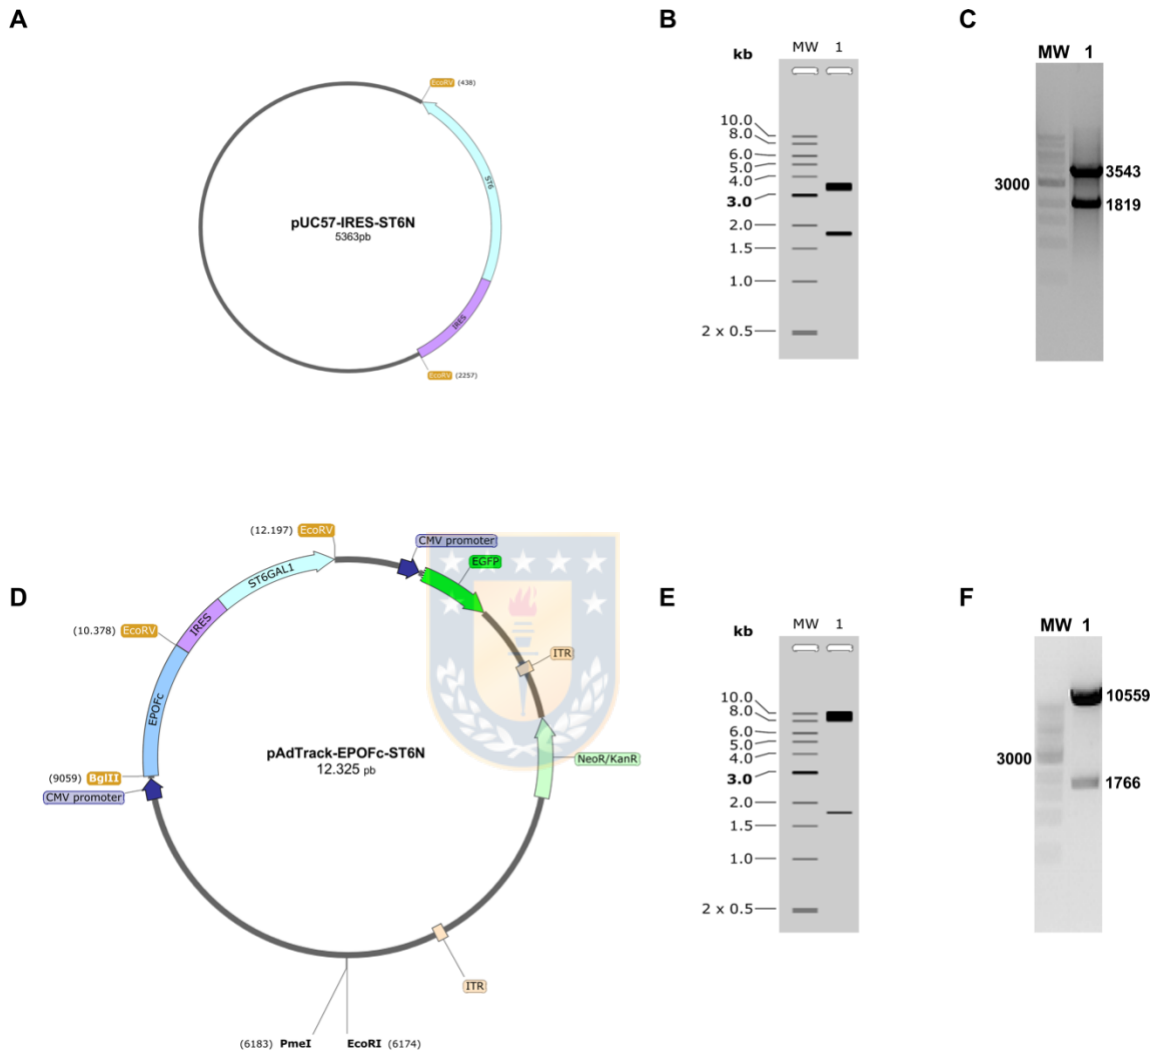 A
EcoRV (438)
ST6
pUC57-IRES-ST6N
5363pb
IRES
EcoRV (2257)
B
kb MW 1
10.0
8.0
6.0
5.0
4.0
3.0
2.0
1.5
1.0
2 x 0.5
C
MW 1
3000
3543
1819
D
(12.197) EcoRV
CMV promoter
EGFP
ST6GAL1
IRES
(10.378) EcoRV
ITR
EPOFc
pAdTrack-EPOFc-ST6N
12.325 pb
NeoR/KanR
(9059) BglII
CMV promoter
ITR
(6183) PmeI EcoRI (6174)
E
kb MW 1
10.0
8.0
6.0
5.0
4.0
3.0
2.0
1.5
1.0
2 x 0.5
F
MW 1
10559
3000
1766